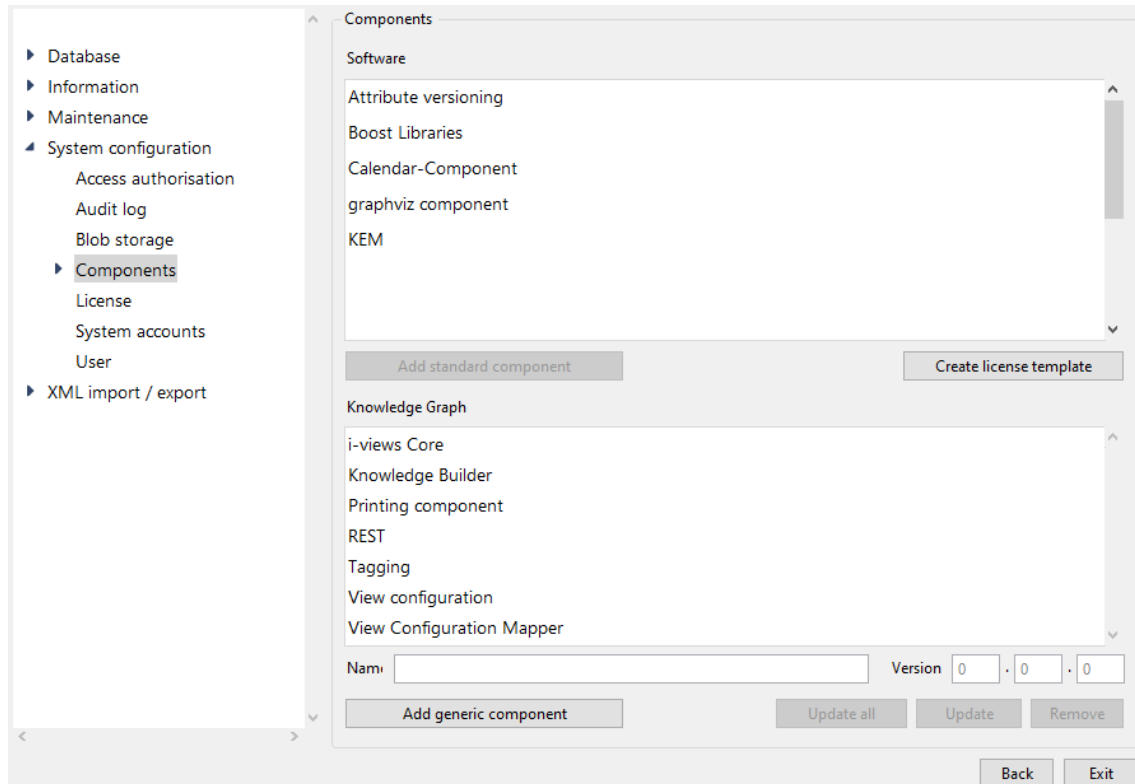 Database
Information
Maintenance
System configuration
Access authorisation
Audit log
Blob storage
Components
License
System accounts
User
XML import / export
Components
Software
Attribute versioning
Boost Libraries
Calendar-Component
graphviz component
KEM
Add standard component
Create license template
Knowledge Graph
i-views Core
Knowledge Builder
Printing component
REST
Tagging
View configuration
View Configuration Mapper
Name
Version 0 . 0 . 0
Add generic component
Update all
Update
Remove
Back
Exit